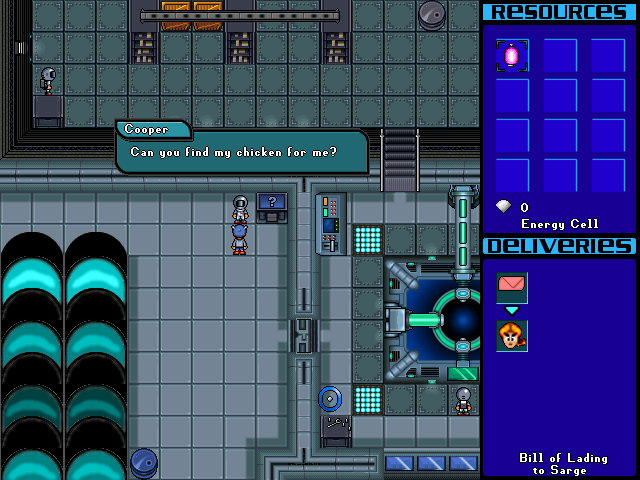 RESOURCES
Cooper
Can you find my chicken for me?
?
0
Energy Cell
DELIVERIES
Bill of Lading
to Sarge